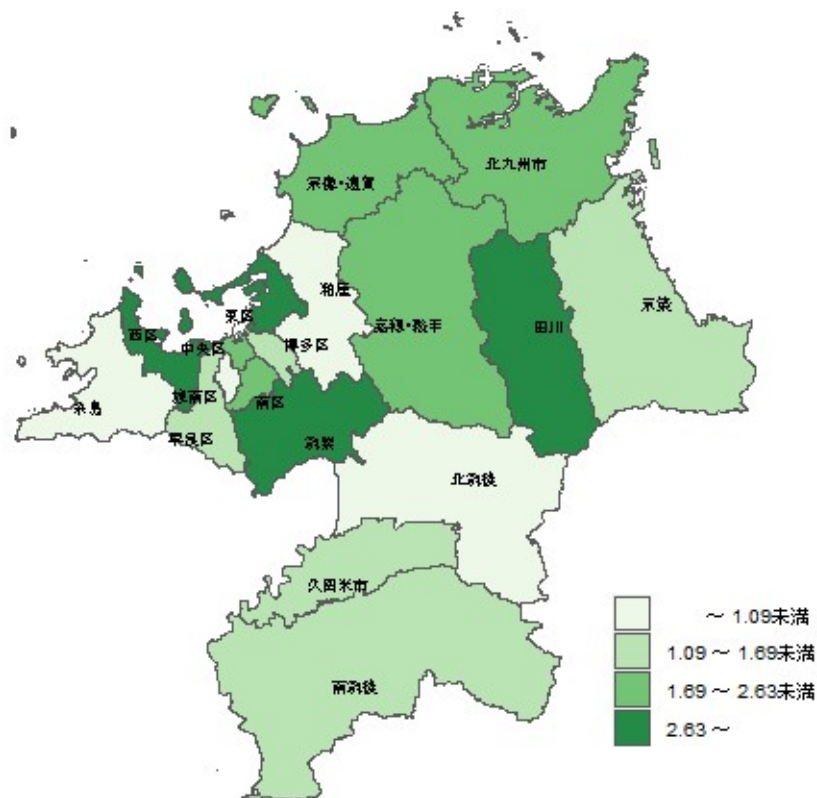 北九州市
宗像・遠賀
粕屋
京築
東区
嘉穂・鞍手
田川
西区
中央区
博多区
城南区
南区
糸島
早良区
筑紫
北筑後
久留米市
南筑後
～ 1.09未満
1.09 ～ 1.69未満
1.69 ～ 2.63未満
2.63 ～